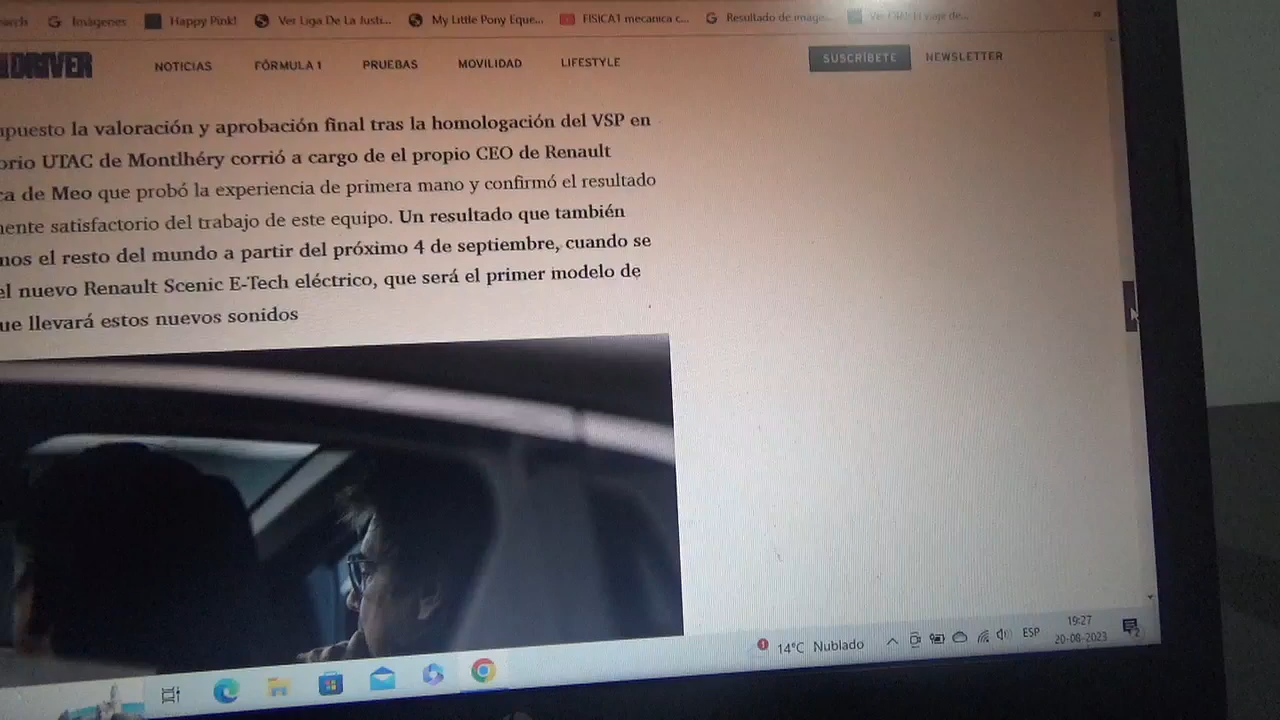 Imágenes Happy Pink! Ver Liga De La Justi... My Little Pony Eque... FISICA1 mecanica c... Resultado de image...
DRIVER NOTICIAS FÓRMULA 1 PRUEBAS MOVILIDAD LIFESTYLE SUSCRÍBETE NEWSLETTER
puesto la valoración y aprobación final tras la homologación del VSP en
orio UTAC de Montlhéry corrió a cargo de el propio CEO de Renault
ca de Meo que probó la experiencia de primera mano y confirmó el resultado
mente satisfactorio del trabajo de este equipo. Un resultado que también
mos el resto del mundo a partir del próximo 4 de septiembre, cuando se
el nuevo Renault Scenic E-Tech eléctrico, que será el primer modelo de
ue llevará estos nuevos sonidos
14°C Nublado ESP 19:27
20-08-2023
2